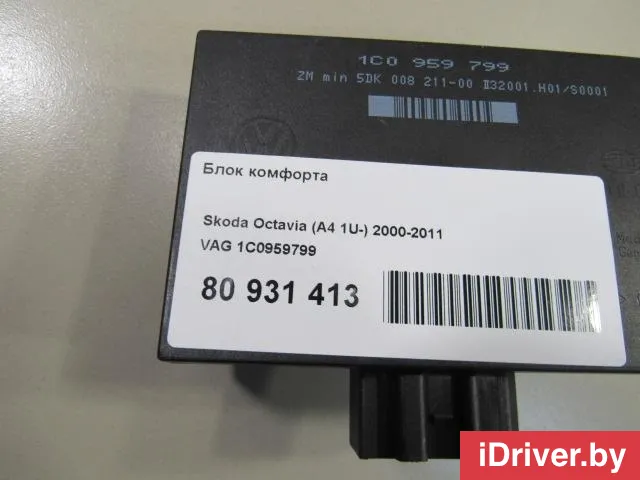 1C0 959 799
ZM min 5DK 008 211-00 II32001.H01/S0001
Блок комфорта
Skoda Octavia (A4 1U-) 2000-2011
VAG 1C0959799
80 931 413
iDriver.by